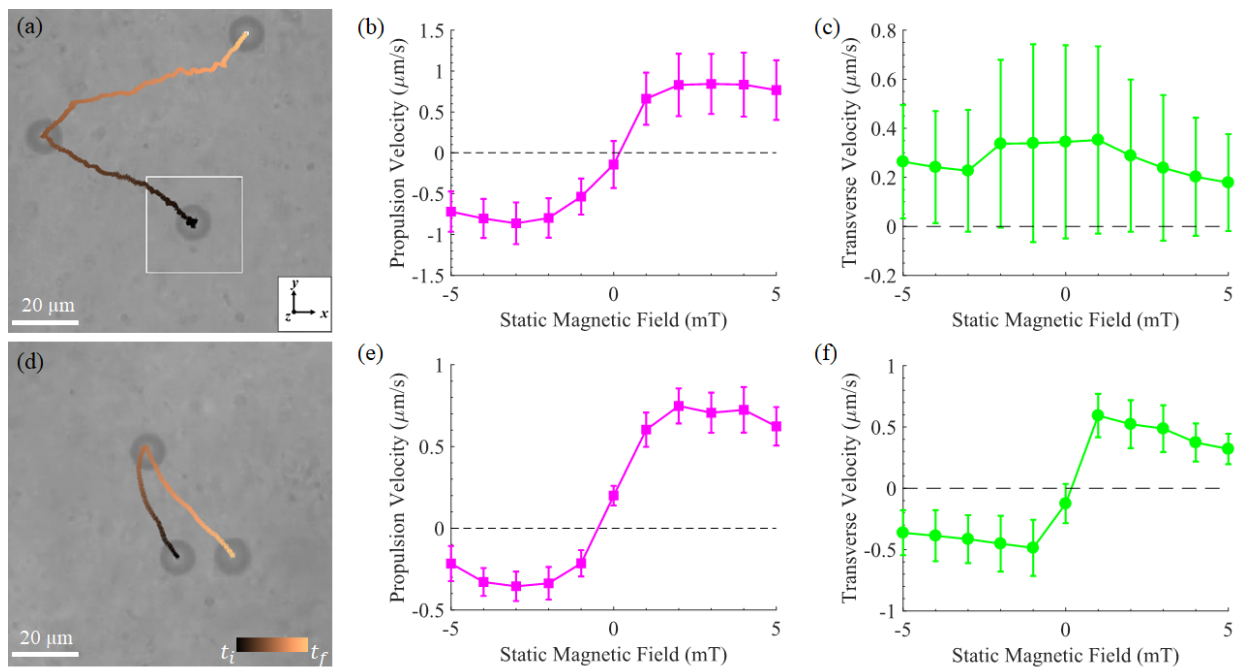 (a)
y
z
x
20 μm
(b)
Propulsion Velocity (μm/s)
1.5
1
0.5
0
-0.5
-1
-1.5
-5
0
5
Static Magnetic Field (mT)
(c)
Transverse Velocity (μm/s)
0.8
0.6
0.4
0.2
0
-0.2
-5
0
5
Static Magnetic Field (mT)
(d)
20 μm
ti
tf
(e)
Propulsion Velocity (μm/s)
1
0.5
0
-0.5
-5
0
5
Static Magnetic Field (mT)
(f)
Transverse Velocity (μm/s)
1
0.5
0
-0.5
-1
-5
0
5
Static Magnetic Field (mT)